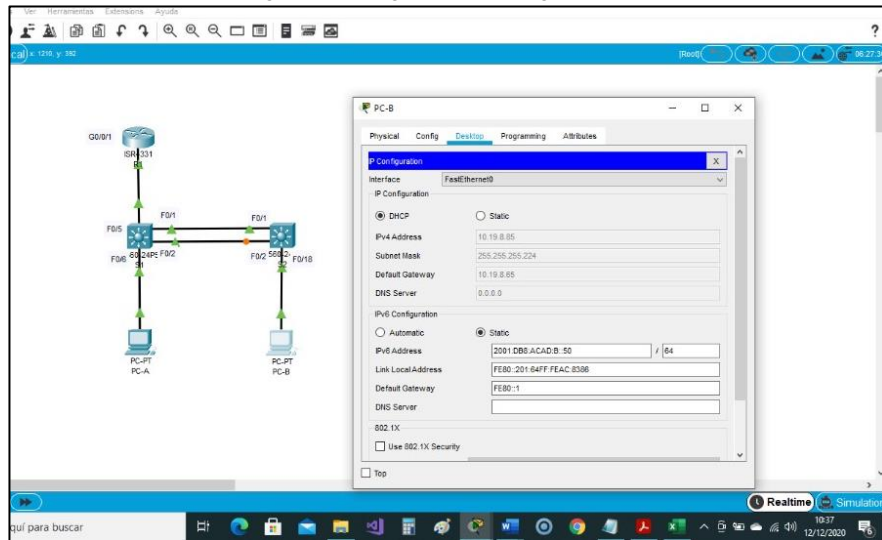 Ver Herramientas Extensions Ayuda
x: 1210, y: 382
[Root]
G0/0/1
F0/5
F0/1
F0/1
F0/6
F0/2
F0/2
F0/18
PC-PT
PC-A
PC-PT
PC-B
PC-B
Physical Config Desktop Programming Attributes
IP Configuration X
Interface FastEthernet0
IP Configuration
DHCP Static
IPv4 Address 10.19.8.85
Subnet Mask 255.255.255.224
Default Gateway 10.19.8.65
DNS Server 0.0.0.0
IPv6 Configuration
Automatic Static
IPv6 Address 2001:DB8:ACAD:B::50 / 64
Link Local Address FE80::201:64FF:FEAC:8386
Default Gateway FE80::1
DNS Server
802.1X
Use 802.1X Security
Top
Realtime Simulation
quí para buscar
10:37
12/12/2020